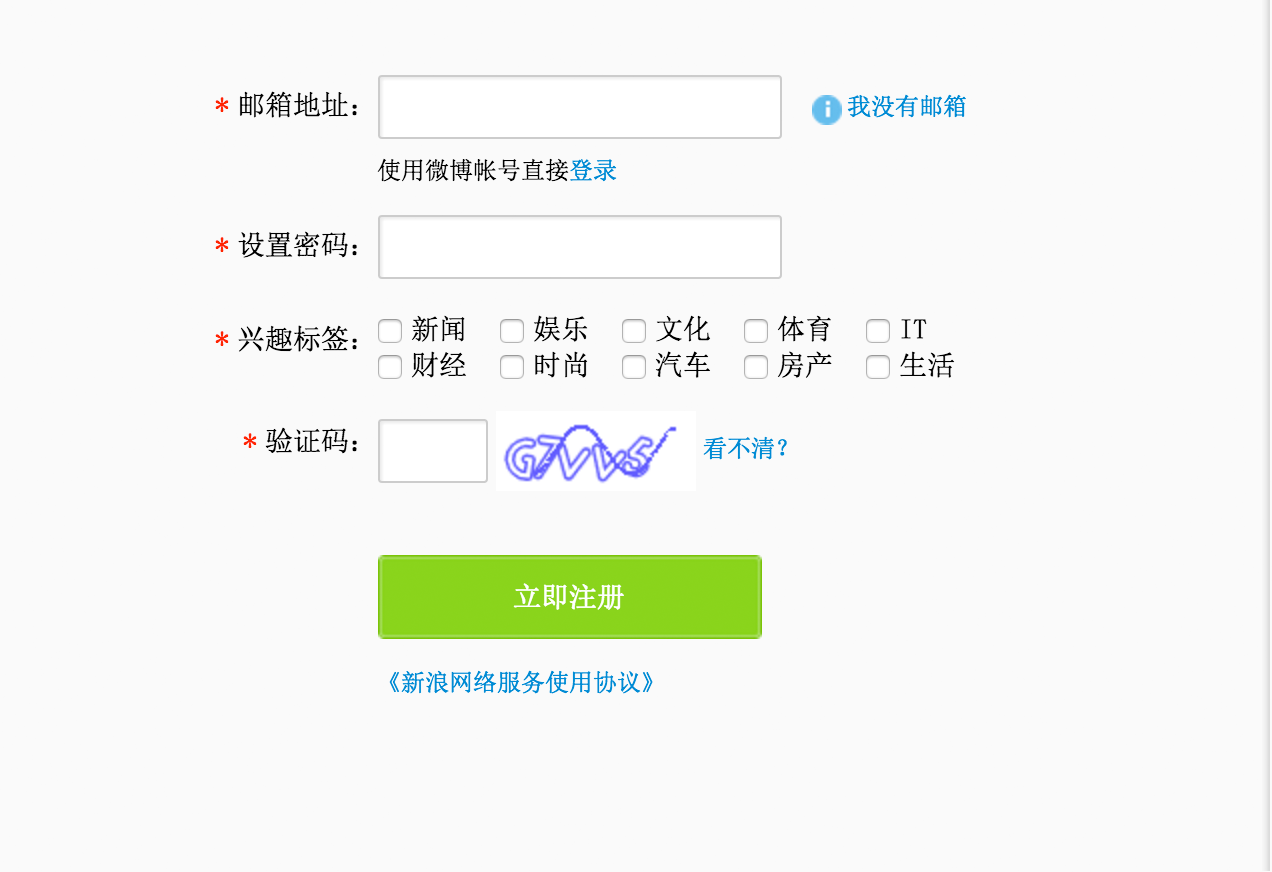 * 邮箱地址： 我没有邮箱
使用微博帐号直接登录
* 设置密码：
* 兴趣标签： 新闻 娱乐 文化 体育 IT
财经 时尚 汽车 房产 生活
* 验证码： 看不清？
立即注册
《新浪网络服务使用协议》